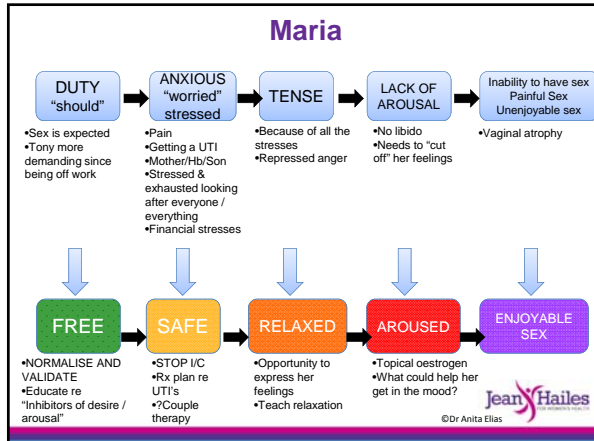 Maria
DUTY
“should”
ANXIOUS
“worried”
stressed
TENSE
LACK OF
AROUSAL
Inability to have sex
Painful Sex
Unenjoyable sex
•Sex is expected
•Tony more
demanding since
being off work
•Pain
•Getting a UTI
•Mother/Hb/Son
•Stressed &
exhausted looking
after everyone /
everything
•Financial stresses
•Because of all the
stresses
•Repressed anger
•No libido
•Needs to “cut
off” her feelings
•Vaginal atrophy
FREE
SAFE
RELAXED
AROUSED
ENJOYABLE
SEX
•NORMALISE AND
VALIDATE
•Educate re
“Inhibitors of desire /
arousal”
•STOP I/C
•Rx plan re
UTI’s
•?Couple
therapy
•Opportunity to
express her
feelings
•Teach relaxation
•Topical oestrogen
•What could help her
get in the mood?
Jean Hailes
FOR WOMEN'S HEALTH
©Dr Anita Elias